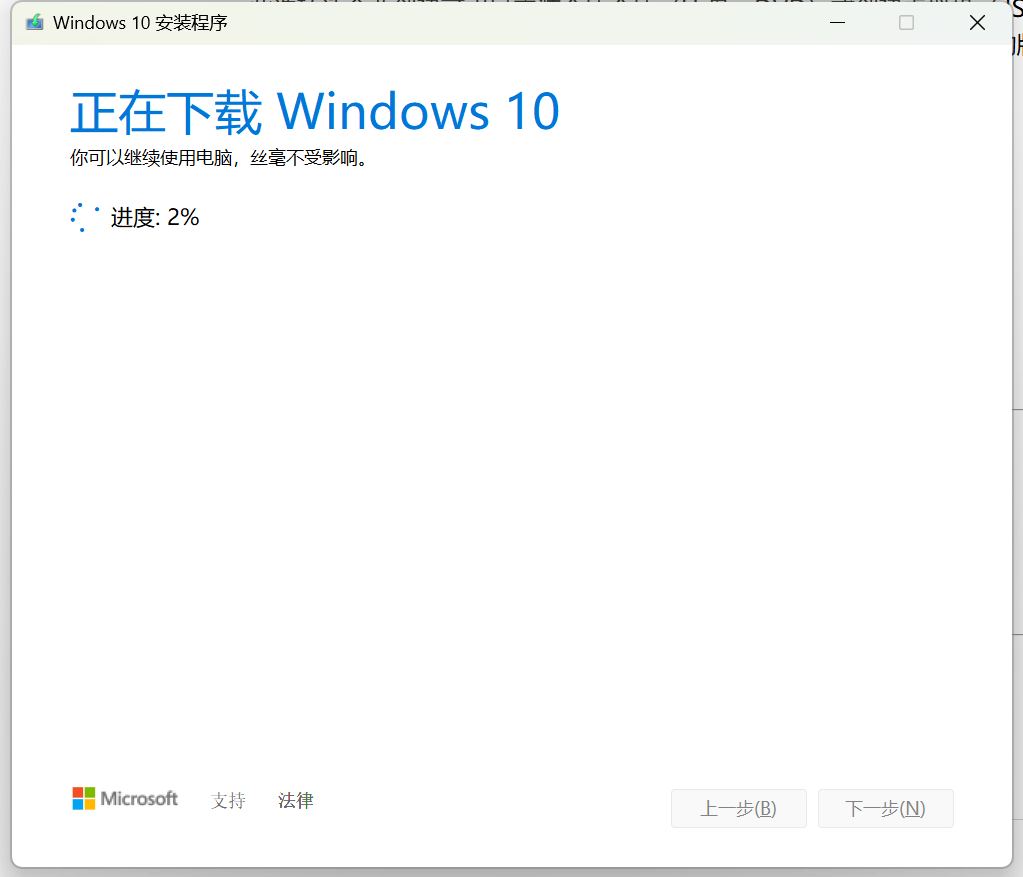 Windows 10 安装程序
正在下载 Windows 10
你可以继续使用电脑，丝毫不受影响。
进度: 2%
Microsoft 支持 法律
上一步(B) 下一步(N)